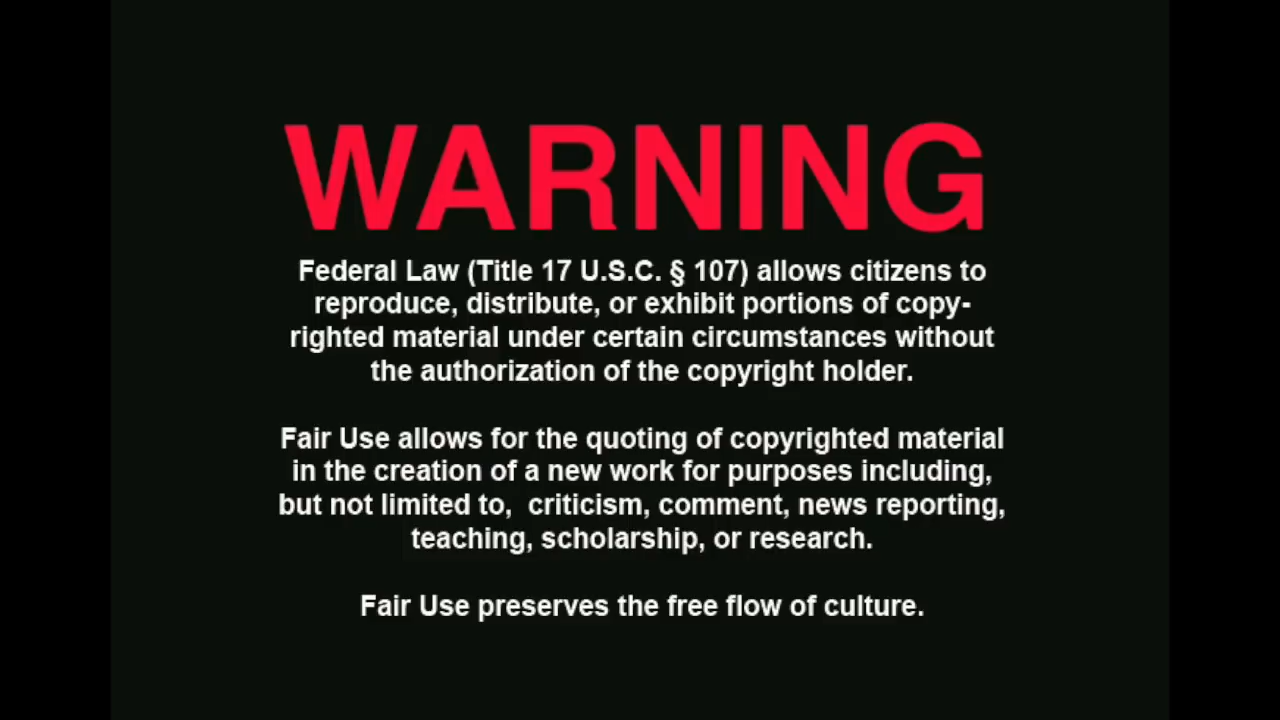 WARNING
Federal Law (Title 17 U.S.C. § 107) allows citizens to
reproduce, distribute, or exhibit portions of copy-
righted material under certain circumstances without
the authorization of the copyright holder.
Fair Use allows for the quoting of copyrighted material
in the creation of a new work for purposes including,
but not limited to,  criticism, comment, news reporting,
teaching, scholarship, or research.
Fair Use preserves the free flow of culture.